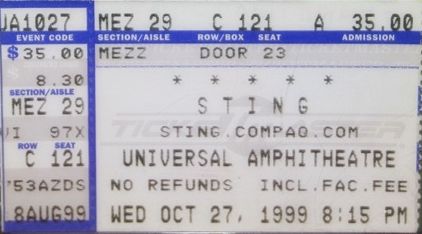 UA1027 MEZ 29 C 121 A 35.00
EVENT CODE SECTION/AISLE ROW/BOX SEAT ADMISSION
$35.00 MEZZ DOOR 23
8.30 * * * * *
SECTION/AISLE
MEZ 29 STING
97X STING.COMPAQ.COM
ROW SEAT
C 121 UNIVERSAL AMPHITHEATRE
753AZDS NO REFUNDS INCL.FAC.FEE
8AUG99 WED OCT 27, 1999 8:15 PM